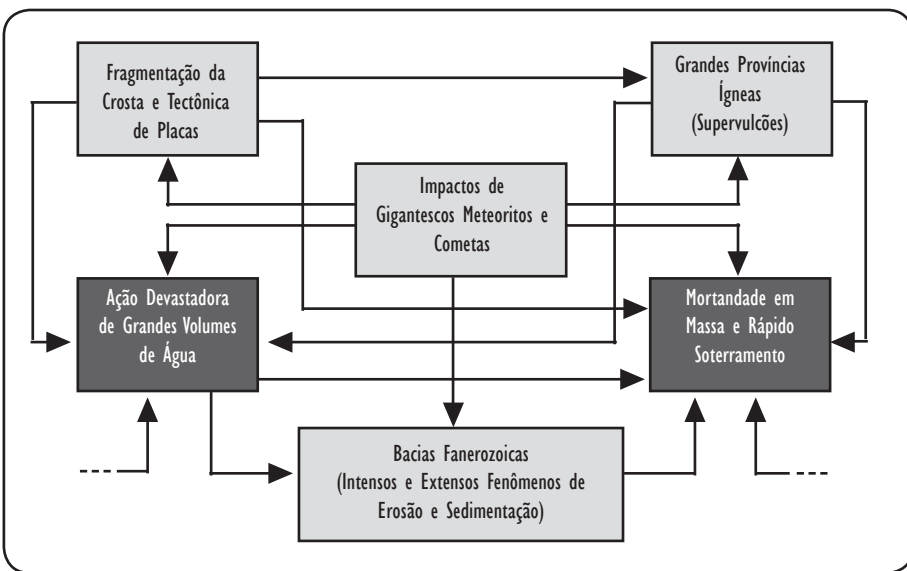 Fragmentação da
Crosta e Tectônica
de Placas
Grandes Províncias
Ígneas
(Supervulcões)
Impactos de
Gigantescos Meteoritos e
Cometas
Ação Devastadora
de Grandes Volumes
de Água
Mortandade em
Massa e Rápido
Soterramento
Bacias Fanerozoicas
(Intensos e Extensos Fenômenos de
Erosão e Sedimentação)